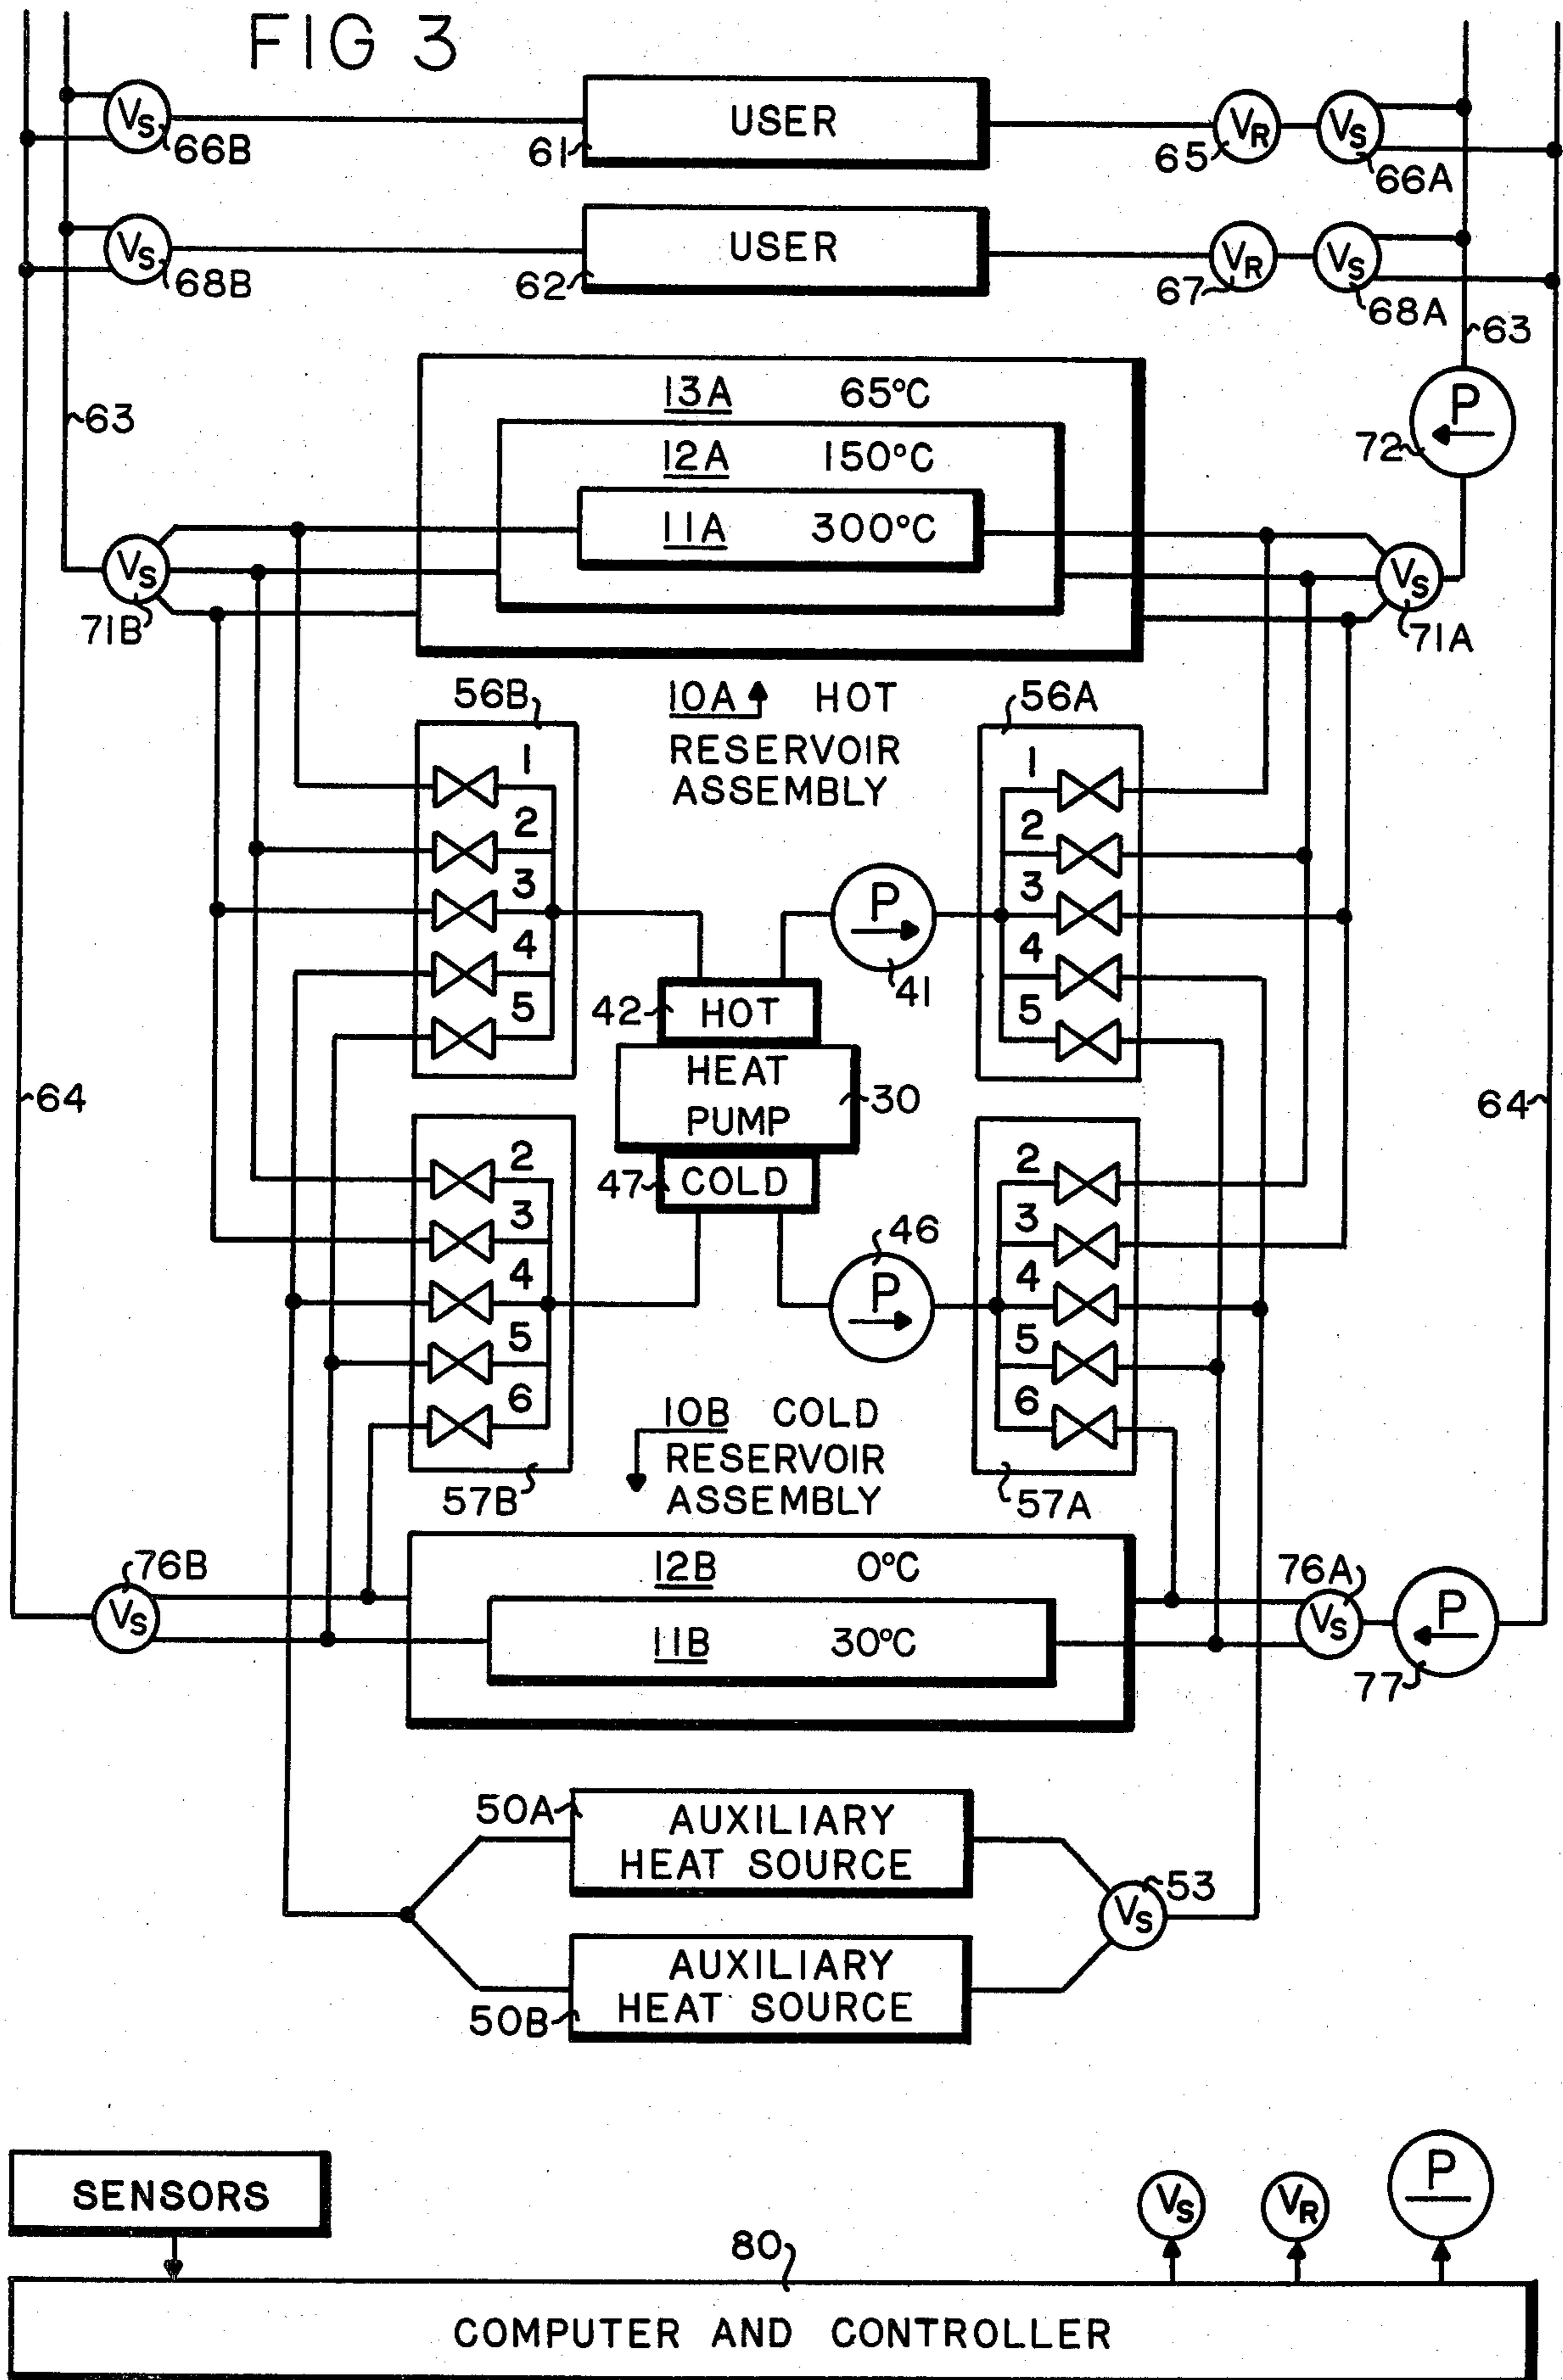 FIG 3
VS
66B
61
USER
65
VR
VS
66A
VS
68B
62
USER
67
VR
VS
68A
63
63
13A 65°C
12A 150°C
11A 300°C
P
72
VS
71B
VS
71A
56B
10A HOT
RESERVOIR
ASSEMBLY
56A
1
2
3
4
5
1
2
3
4
5
P
41
42
HOT
HEAT
PUMP
30
47
COLD
64
64
2
3
4
5
6
2
3
4
5
6
46
P
57B
10B COLD
RESERVOIR
ASSEMBLY
57A
76B
VS
12B 0°C
11B 30°C
76A
VS
P
77
50A
AUXILIARY
HEAT SOURCE
53
VS
50B
AUXILIARY
HEAT SOURCE
SENSORS
VS
VR
P
80
COMPUTER AND CONTROLLER